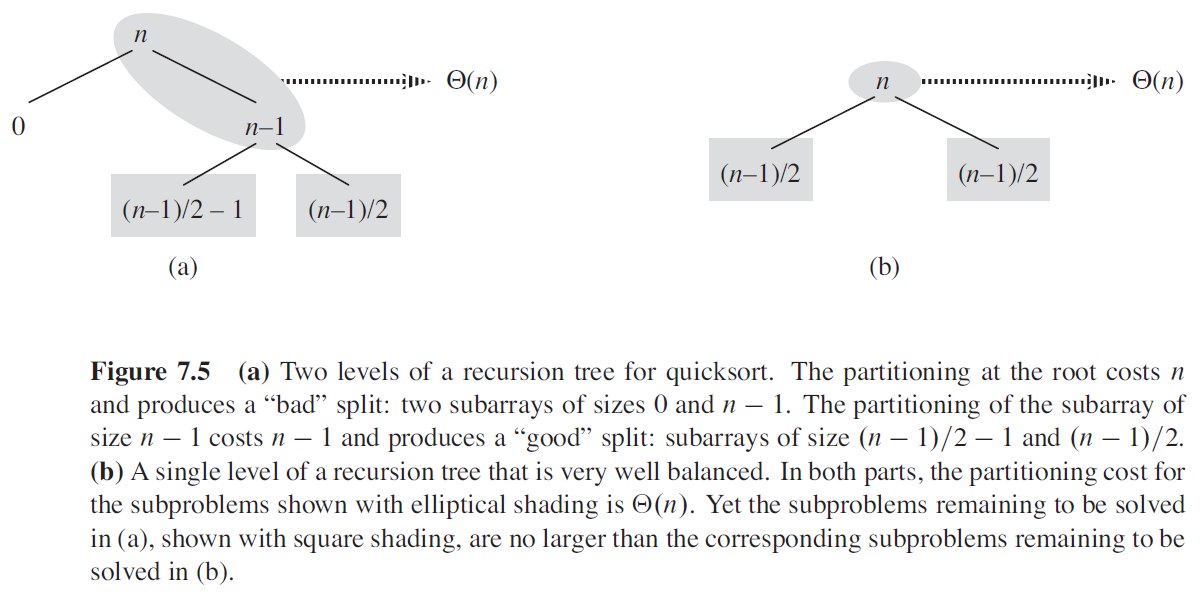 n
Θ(n)
0
n–1
(n–1)/2 – 1
(n–1)/2
(a)
n
Θ(n)
(n–1)/2
(n–1)/2
(b)
Figure 7.5 (a) Two levels of a recursion tree for quicksort. The partitioning at the root costs n
and produces a “bad” split: two subarrays of sizes 0 and n − 1. The partitioning of the subarray of
size n − 1 costs n − 1 and produces a “good” split: subarrays of size (n − 1)/2 − 1 and (n − 1)/2.
(b) A single level of a recursion tree that is very well balanced. In both parts, the partitioning cost for
the subproblems shown with elliptical shading is Θ(n). Yet the subproblems remaining to be solved
in (a), shown with square shading, are no larger than the corresponding subproblems remaining to be
solved in (b).